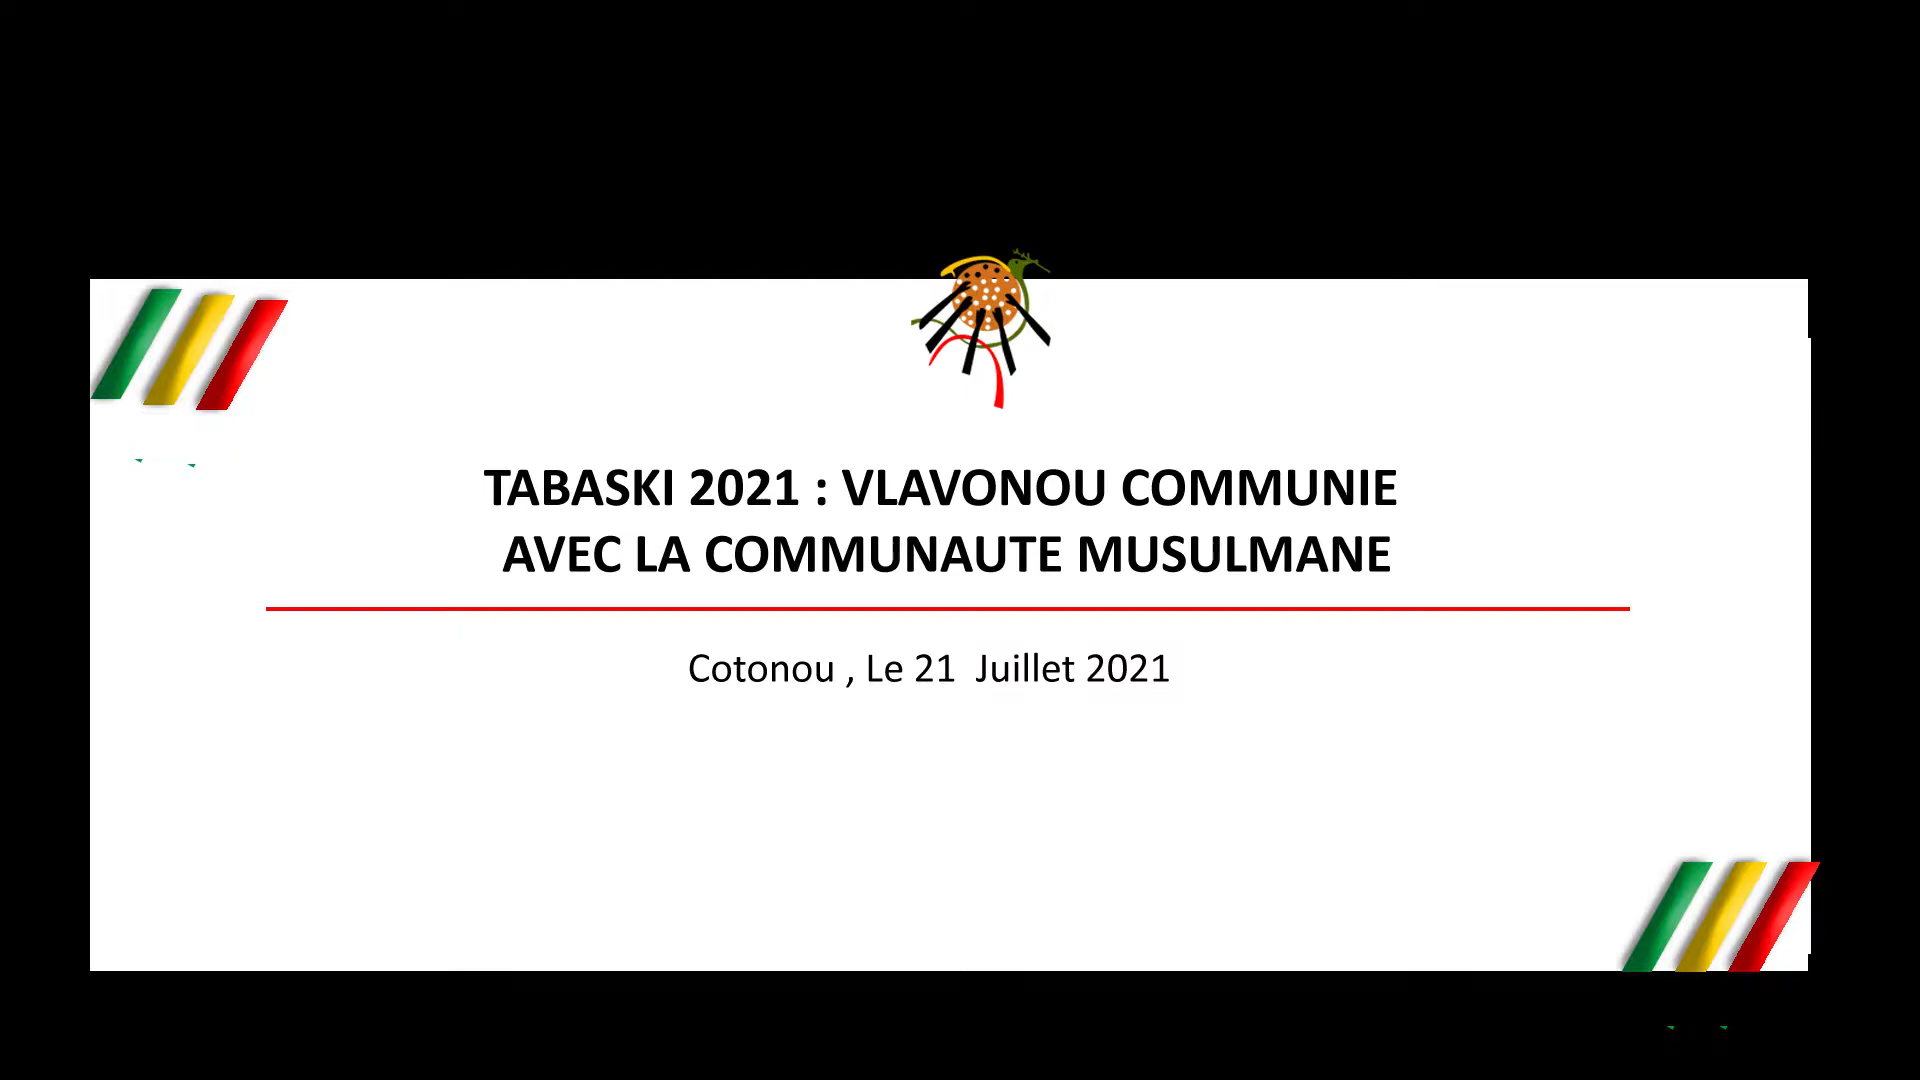 TABASKI 2021 : VLAVONOU COMMUNIE
AVEC LA COMMUNAUTE MUSULMANE
Cotonou , Le 21 Juillet 2021